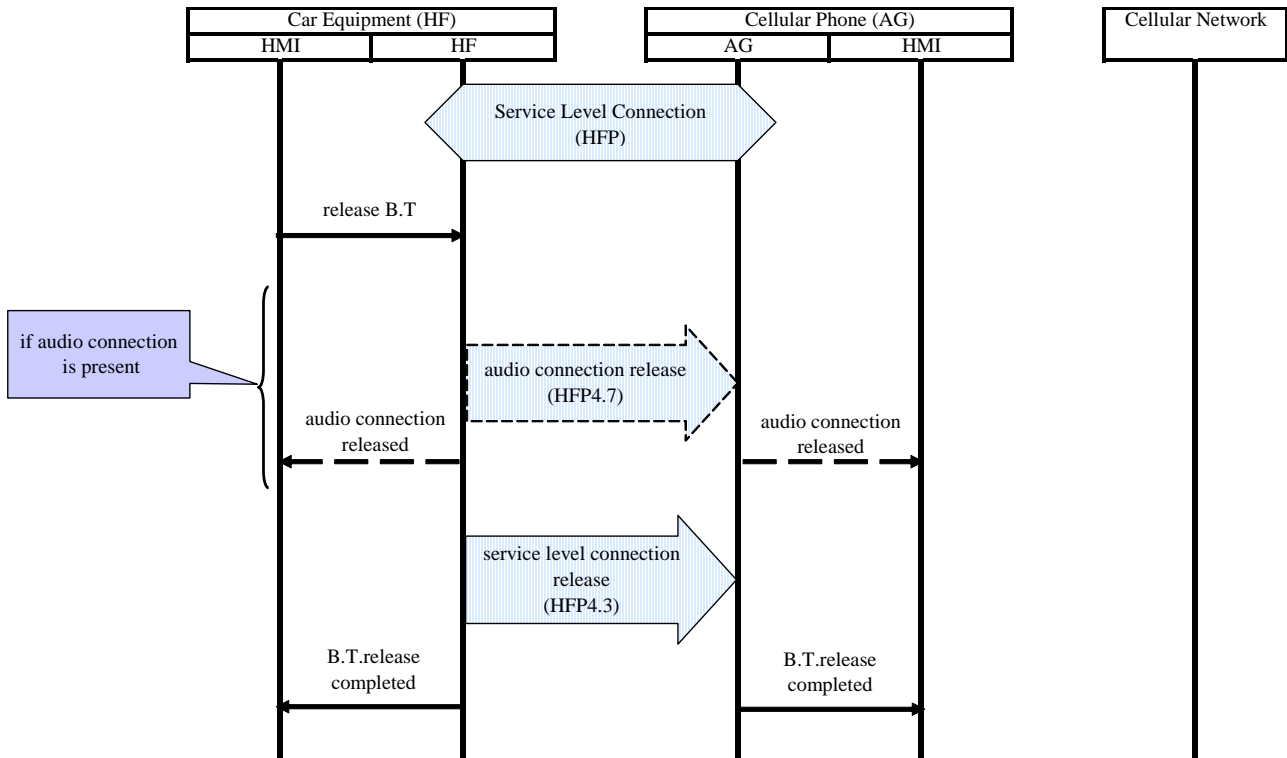 Car Equipment (HF)
Cellular Phone (AG)
Cellular Network
HMI
HF
AG
HMI
Service Level Connection
(HFP)
release B.T
if audio connection
is present
audio connection release
(HFP4.7)
audio connection
released
audio connection
released
service level connection
release
(HFP4.3)
B.T.release
completed
B.T.release
completed